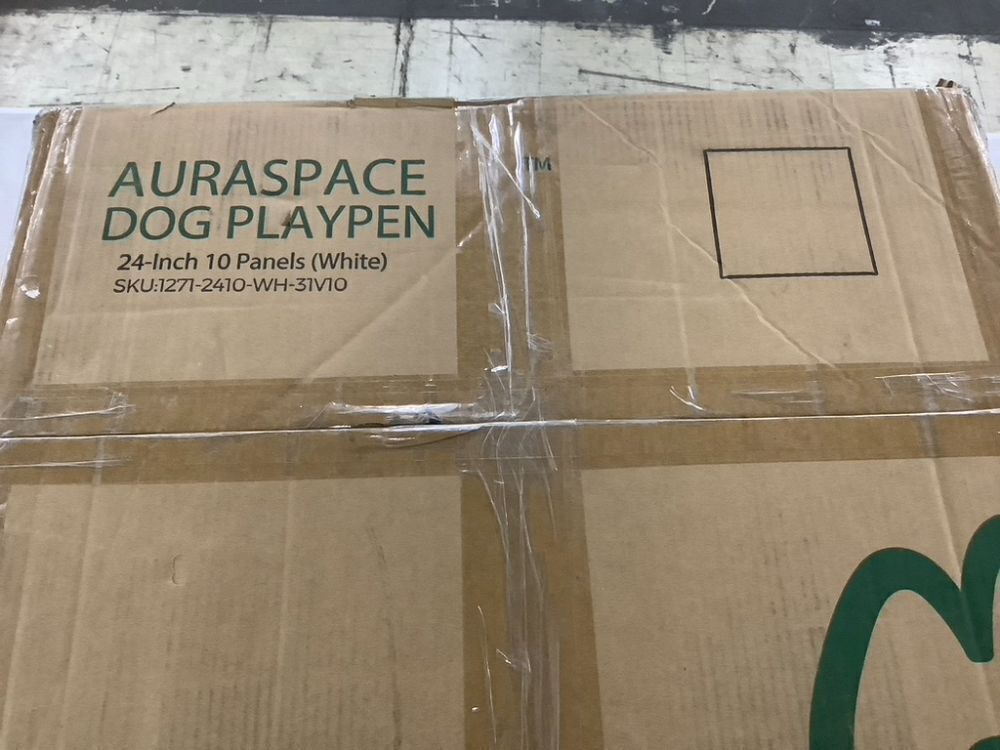 AURASPACE
DOG PLAYPEN
24-Inch 10 Panels (White)
SKU:1271-2410-WH-31V10
TM